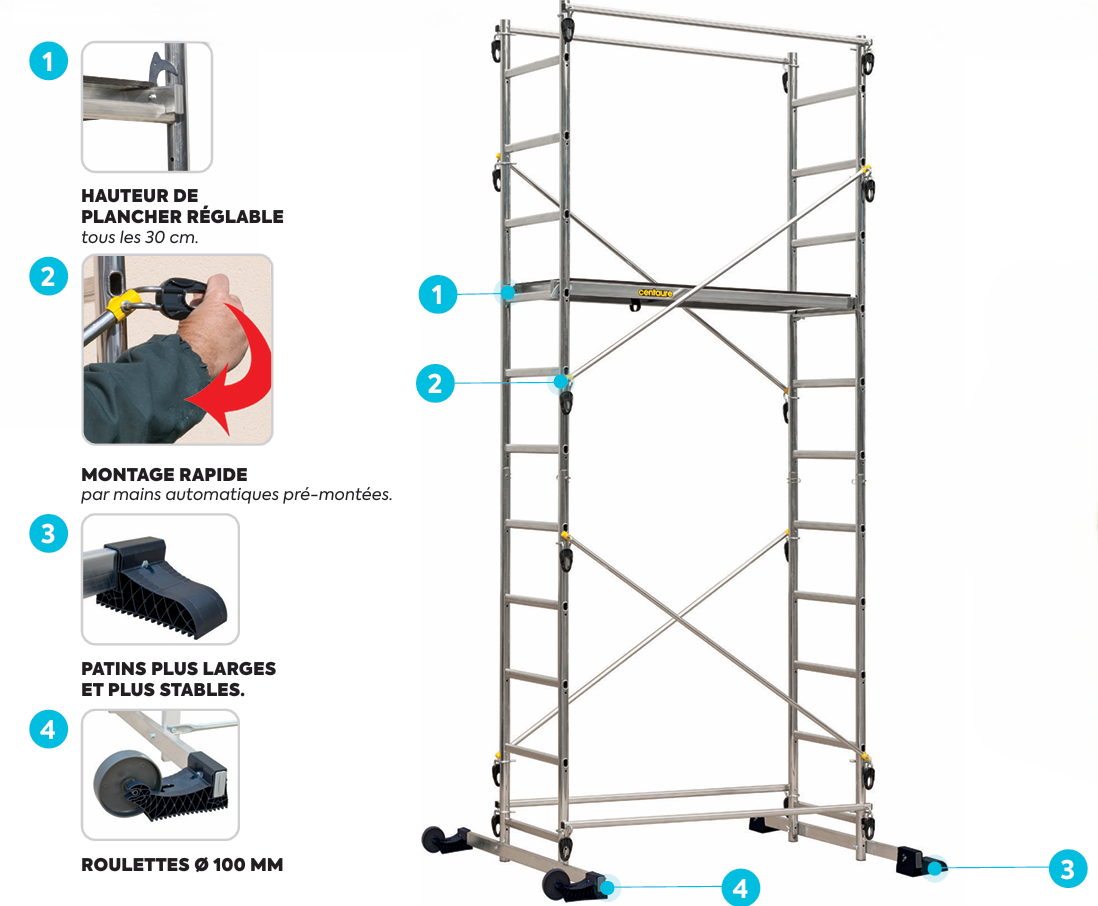 1
HAUTEUR DE
PLANCHER RÉGLABLE
tous les 30 cm.
2
MONTAGE RAPIDE
par mains automatiques pré-montées.
3
PATINS PLUS LARGES
ET PLUS STABLES.
4
ROULETTES Ø 100 MM
1
centaure
2
3
4